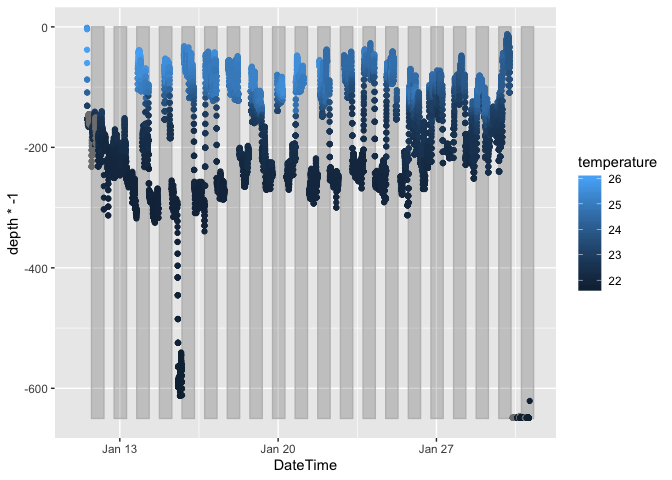 0
-200
-400
-600
depth * -1
Jan 13
Jan 20
Jan 27
DateTime
temperature
26
25
24
23
22